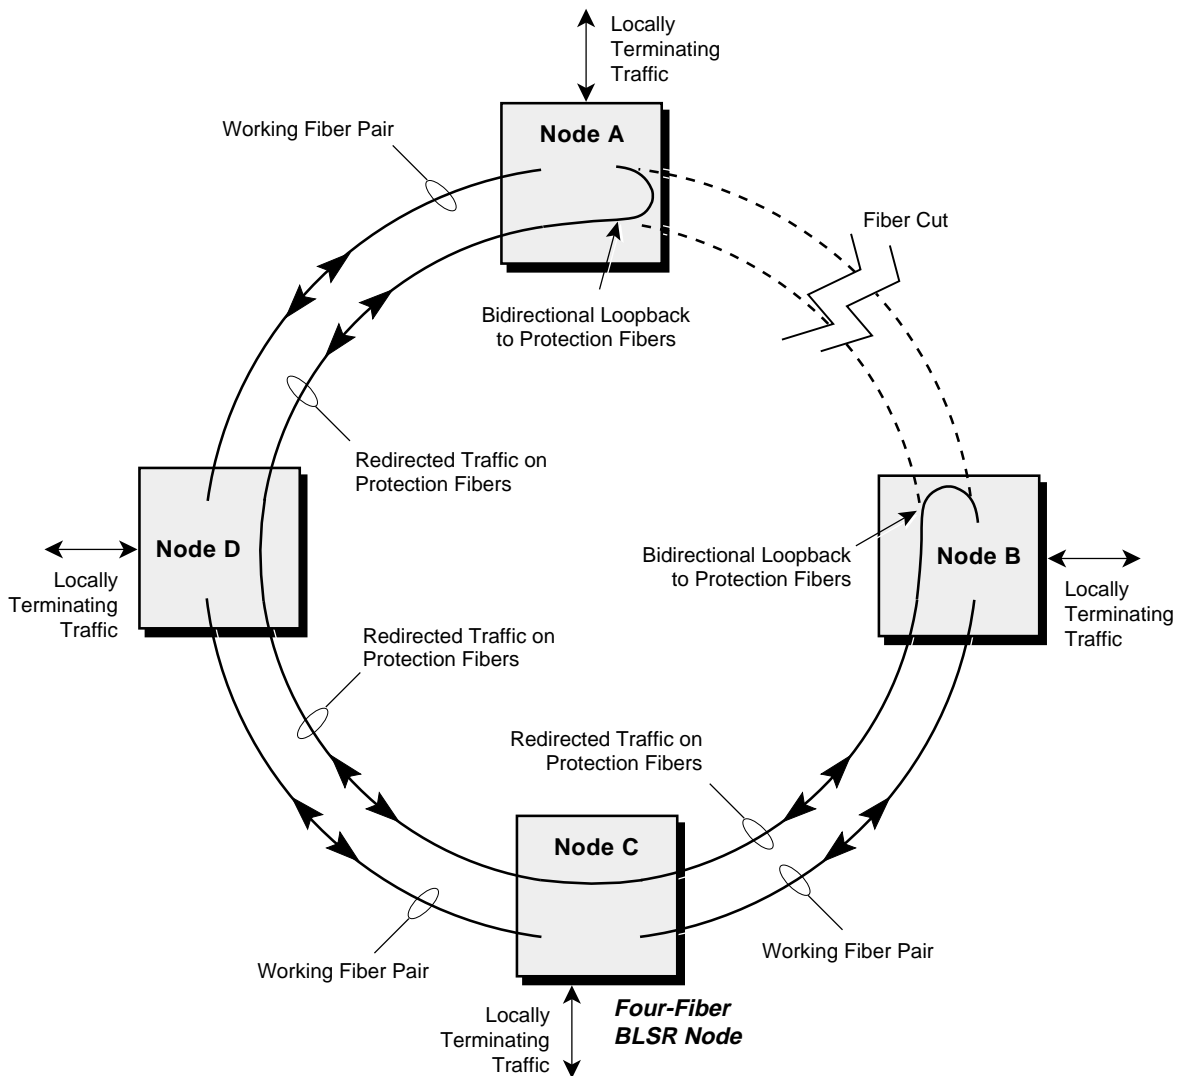 Locally
Terminating
Traffic
Working Fiber Pair
Node A
Fiber Cut
Bidirectional Loopback
to Protection Fibers
Redirected Traffic on
Protection Fibers
Node D
Locally
Terminating
Traffic
Bidirectional Loopback
to Protection Fibers
Node B
Locally
Terminating
Traffic
Redirected Traffic on
Protection Fibers
Redirected Traffic on
Protection Fibers
Node C
Working Fiber Pair
Working Fiber Pair
Locally
Terminating
Traffic
Four-Fiber
BLSR Node